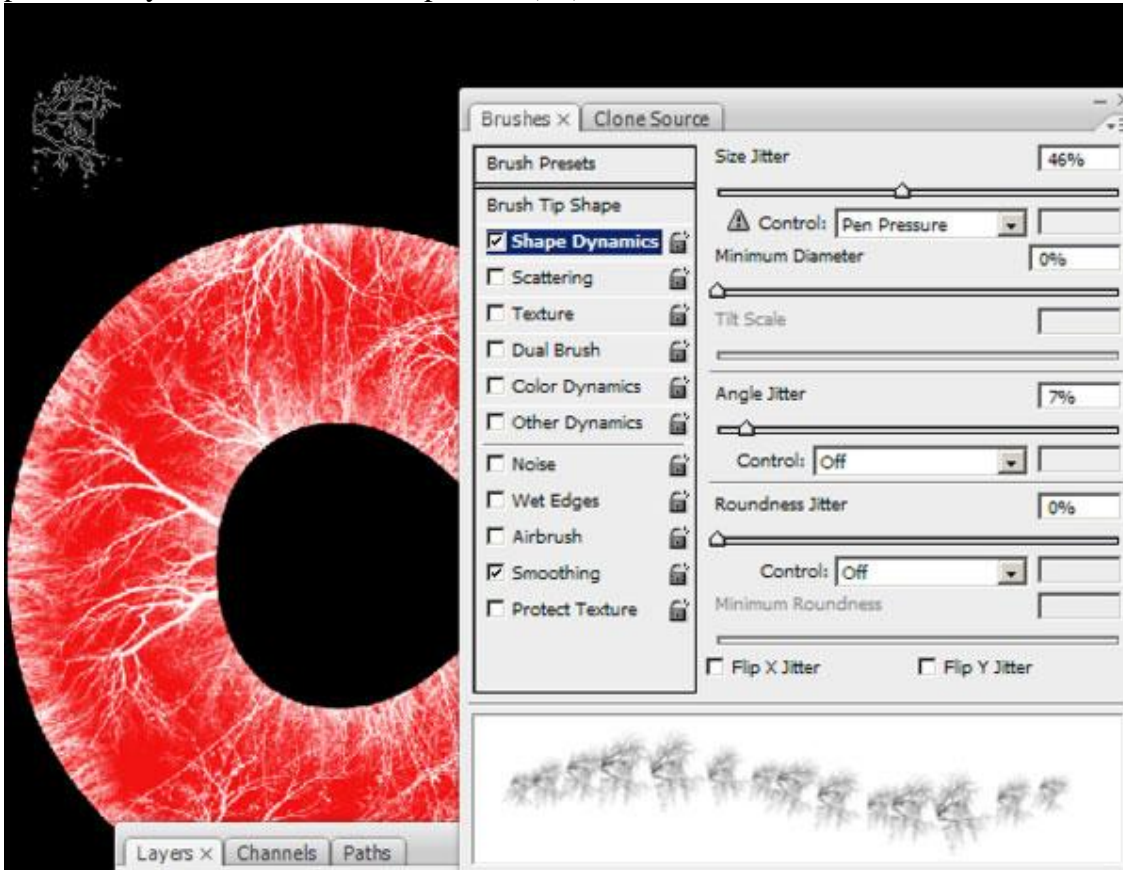 Brushes × Clone Source
Brush Presets
Brush Tip Shape
Shape Dynamics
Scattering
Texture
Dual Brush
Color Dynamics
Other Dynamics
Noise
Wet Edges
Airbrush
Smoothing
Protect Texture
Size Jitter 46%
Control: Pen Pressure
Minimum Diameter 0%
Tilt Scale
Angle Jitter 7%
Control: Off
Roundness Jitter 0%
Control: Off
Minimum Roundness
Flip X Jitter Flip Y Jitter
Layers × Channels Paths